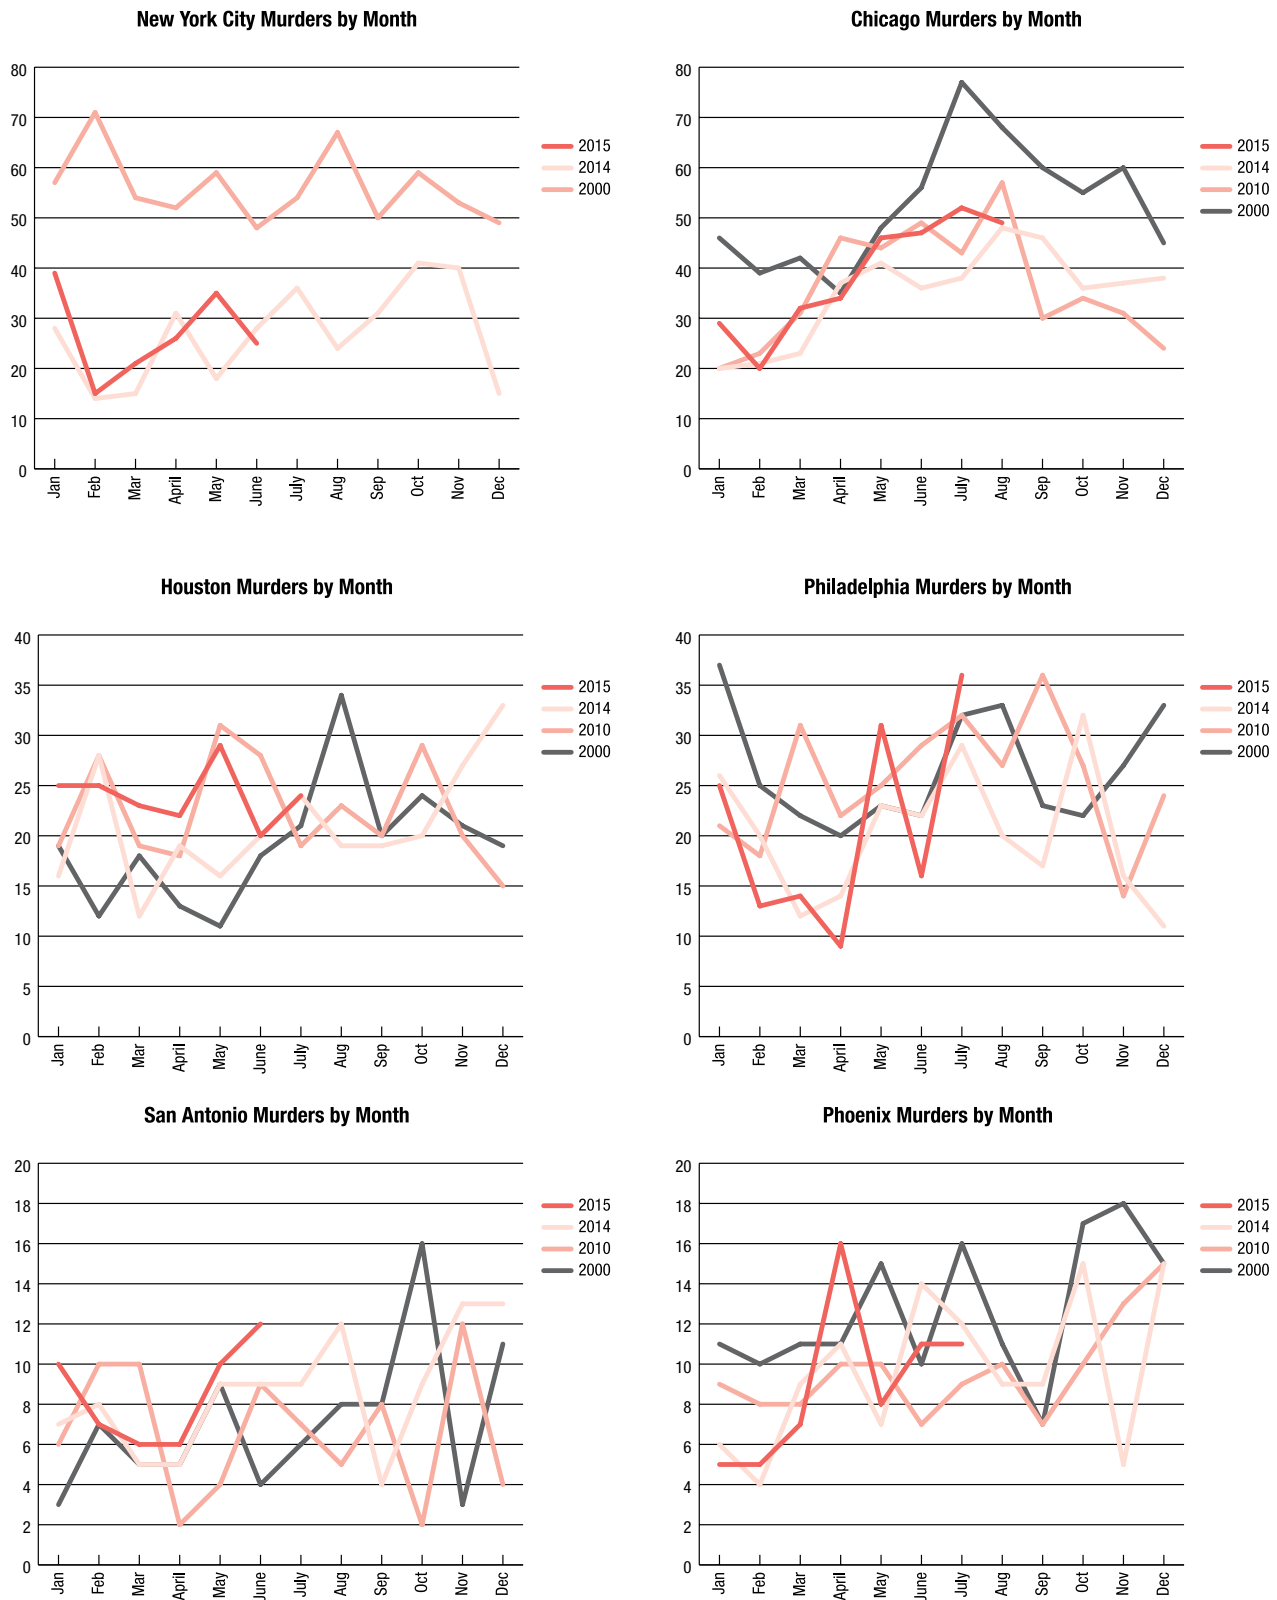 New York City Murders by Month
80
70
60
50
40
30
20
10
0
Jan
Feb
Mar
April
May
June
July
Aug
Sep
Oct
Nov
Dec
2015
2014
2000
Chicago Murders by Month
80
70
60
50
40
30
20
10
0
Jan
Feb
Mar
April
May
June
July
Aug
Sep
Oct
Nov
Dec
2015
2014
2010
2000
Houston Murders by Month
40
35
30
25
20
15
10
5
0
Jan
Feb
Mar
April
May
June
July
Aug
Sep
Oct
Nov
Dec
2015
2014
2010
2000
Philadelphia Murders by Month
40
35
30
25
20
15
10
5
0
Jan
Feb
Mar
April
May
June
July
Aug
Sep
Oct
Nov
Dec
2015
2014
2010
2000
San Antonio Murders by Month
20
18
16
14
12
10
8
6
4
2
0
Jan
Feb
Mar
April
May
June
July
Aug
Sep
Oct
Nov
Dec
2015
2014
2010
2000
Phoenix Murders by Month
20
18
16
14
12
10
8
6
4
2
0
Jan
Feb
Mar
April
May
June
July
Aug
Sep
Oct
Nov
Dec
2015
2014
2010
2000